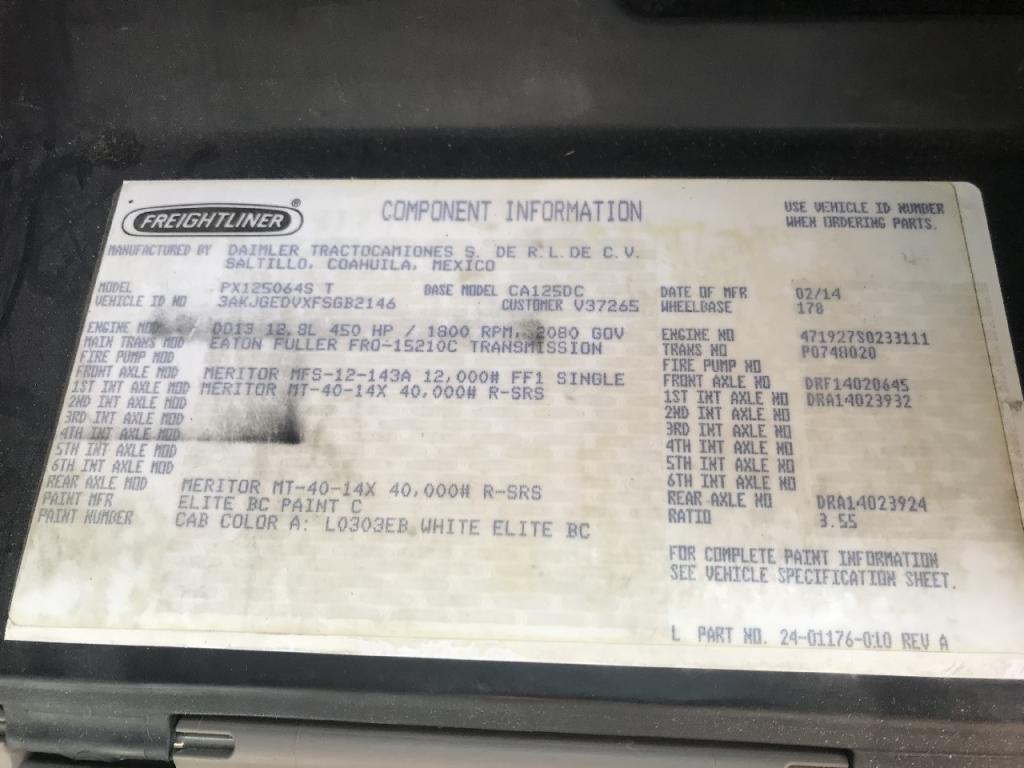 FREIGHTLINER®
COMPONENT INFORMATION
USE VEHICLE ID NUMBER
WHEN ORDERING PARTS.
MANUFACTURED BY DAIMLER TRACTOCAMIONES S. DE R.L.DE C.V.
SALTILLO, COAHUILA, MEXICO
MODEL PX125064S T BASE MODEL CA125DC DATE OF MFR 02/14
VEHICLE ID NO 3AKJGEDVXFSGB2146 CUSTOMER V37265 WHEELBASE 178
ENGINE MOD DD13 12.8L 450 HP / 1800 RPM, 2080 GOV ENGINE NO 471927S0233111
MAIN TRANS MOD EATON FULLER FRO-15210C TRANSMISSION TRANS NO P0748020
FIRE PUMP MOD FIRE PUMP NO
FRONT AXLE MOD MERITOR MFS-12-143A 12,000# FF1 SINGLE FRONT AXLE NO DRF14020645
1ST INT AXLE MOD MERITOR MT-40-14X 40,000# R-SRS 1ST INT AXLE NO DRA14023932
2ND INT AXLE MOD 2ND INT AXLE NO
3RD INT AXLE MOD 3RD INT AXLE NO
4TH INT AXLE MOD 4TH INT AXLE NO
5TH INT AXLE MOD 5TH INT AXLE NO
6TH INT AXLE MOD 6TH INT AXLE NO
REAR AXLE MOD MERITOR MT-40-14X 40,000# R-SRS REAR AXLE NO DRA14023924
PAINT MFR ELITE BC PAINT C RATIO 3.55
PAINT NUMBER CAB COLOR A: L0303EB WHITE ELITE BC
FOR COMPLETE PAINT INFORMATION
SEE VEHICLE SPECIFICATION SHEET.
L PART NO. 24-01176-010 REV A